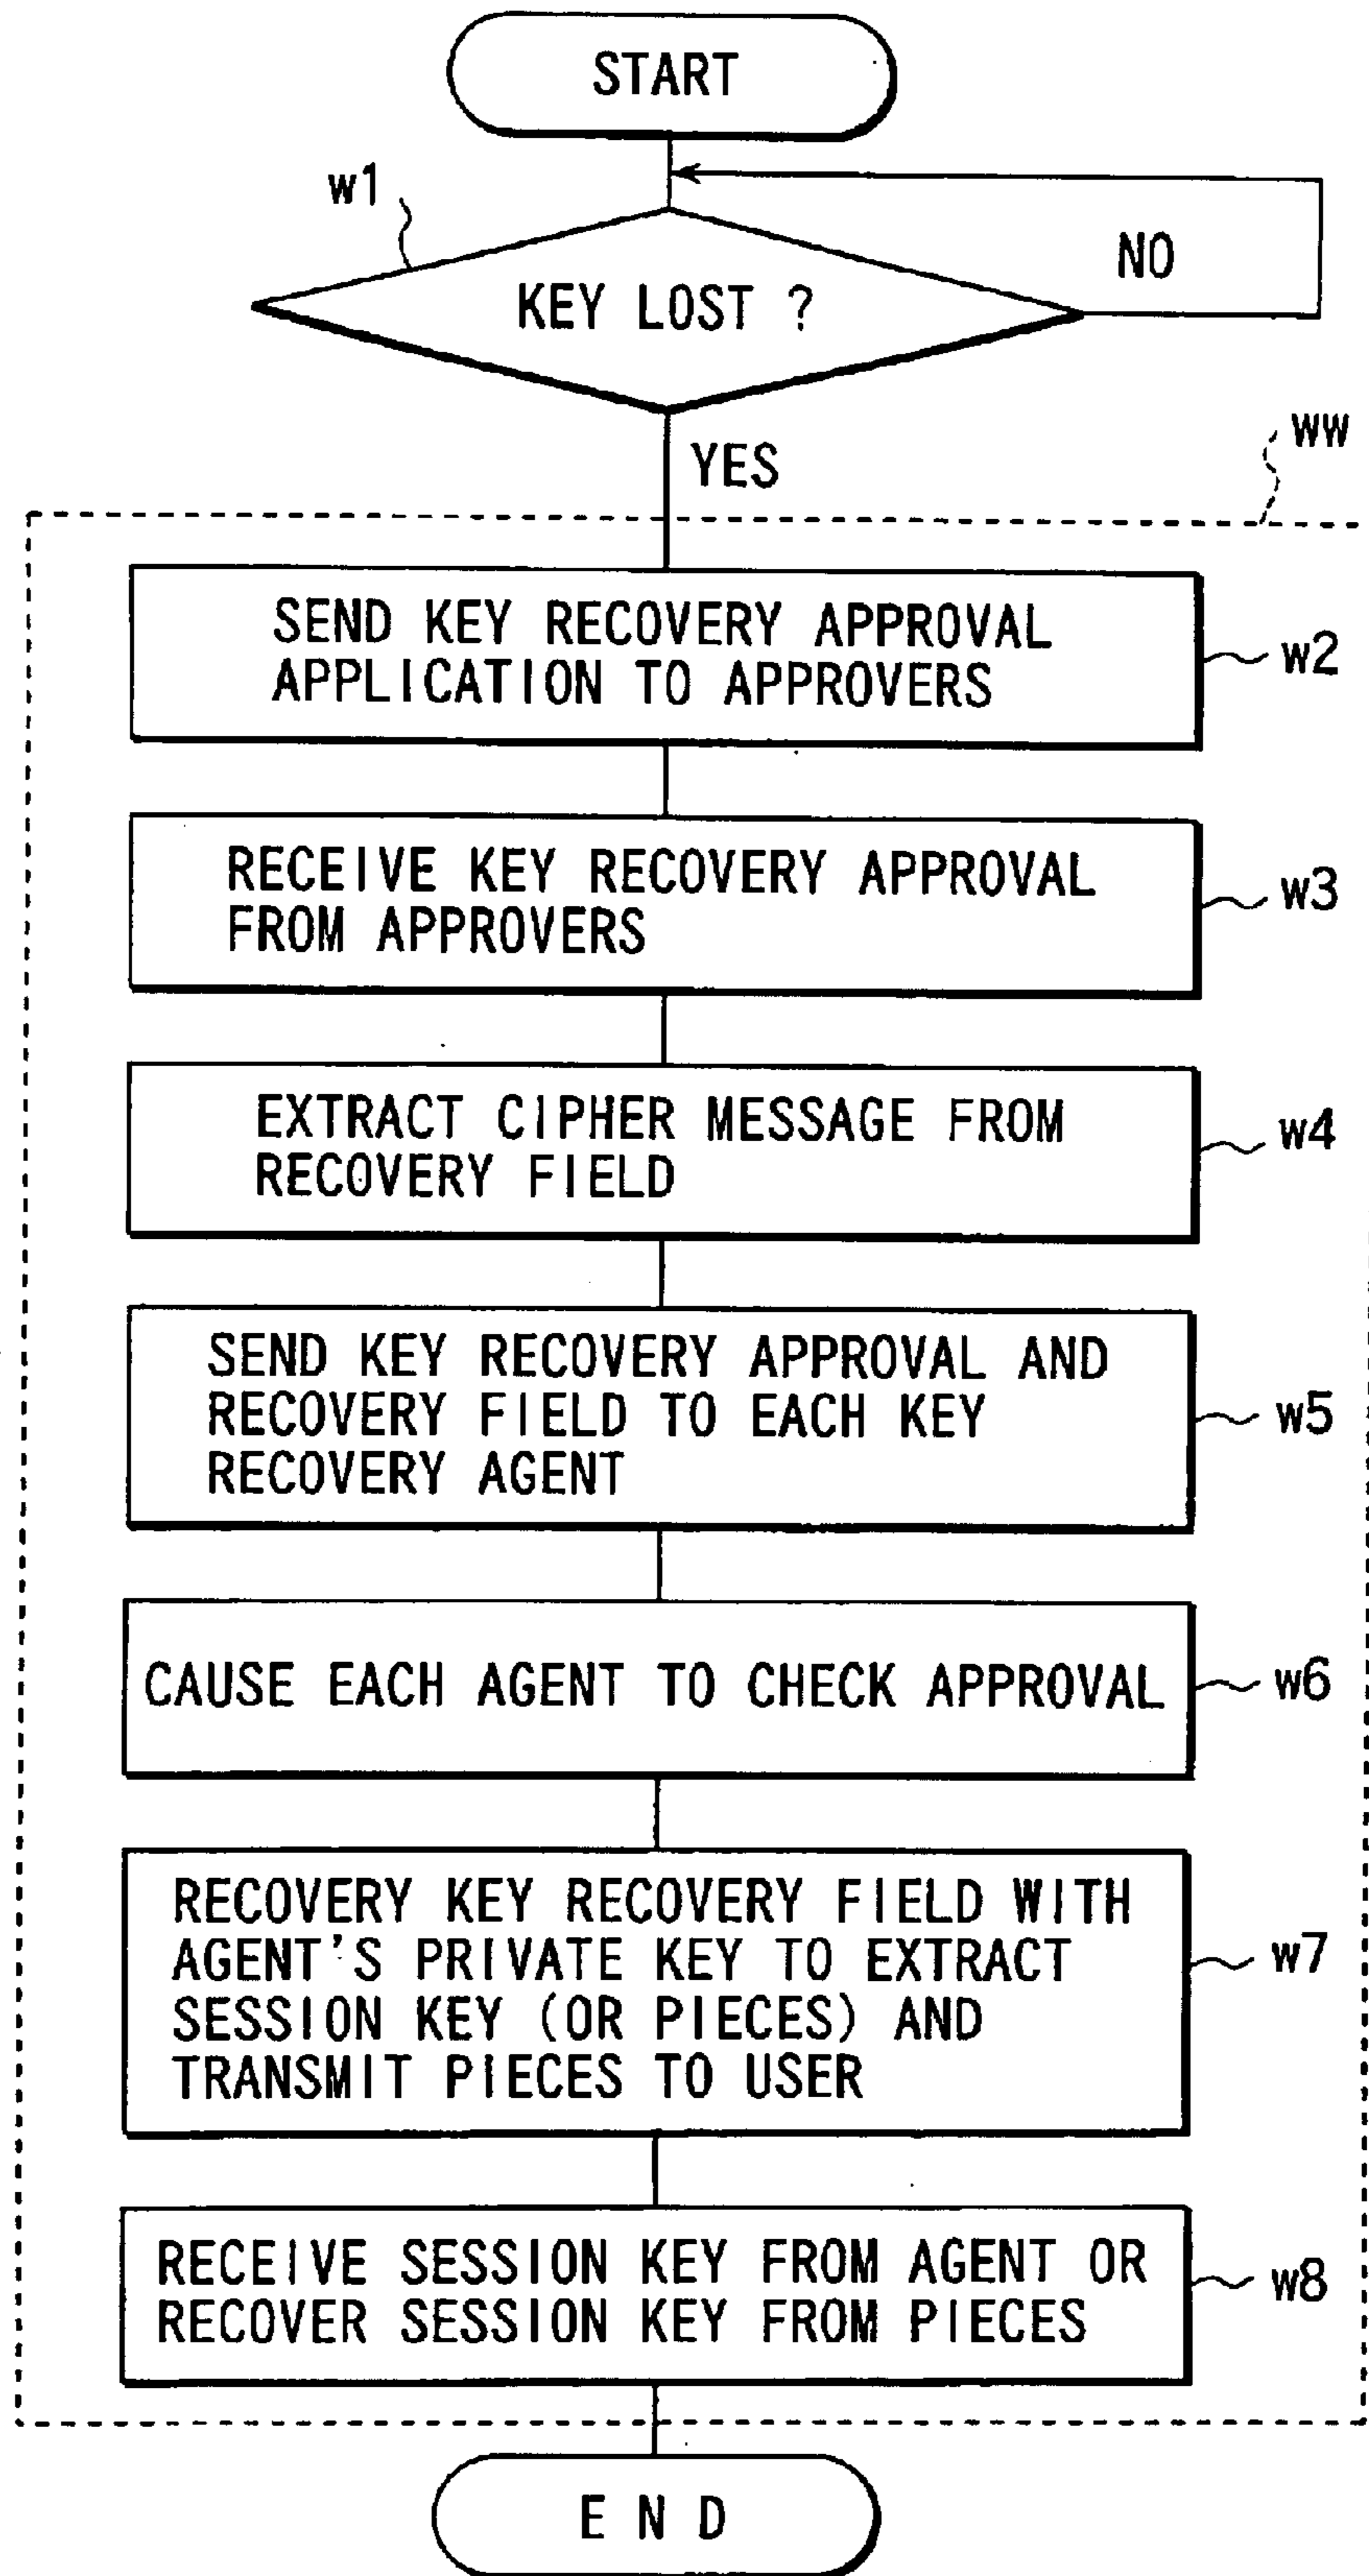 START
w1
NO
KEY LOST ?
ww
YES
SEND KEY RECOVERY APPROVAL
APPLICATION TO APPROVERS
w2
RECEIVE KEY RECOVERY APPROVAL
FROM APPROVERS
w3
EXTRACT CIPHER MESSAGE FROM
RECOVERY FIELD
w4
SEND KEY RECOVERY APPROVAL AND
RECOVERY FIELD TO EACH KEY
RECOVERY AGENT
w5
CAUSE EACH AGENT TO CHECK APPROVAL
w6
RECOVERY KEY RECOVERY FIELD WITH
AGENT'S PRIVATE KEY TO EXTRACT
SESSION KEY (OR PIECES) AND
TRANSMIT PIECES TO USER
w7
RECEIVE SESSION KEY FROM AGENT OR
RECOVER SESSION KEY FROM PIECES
w8
END